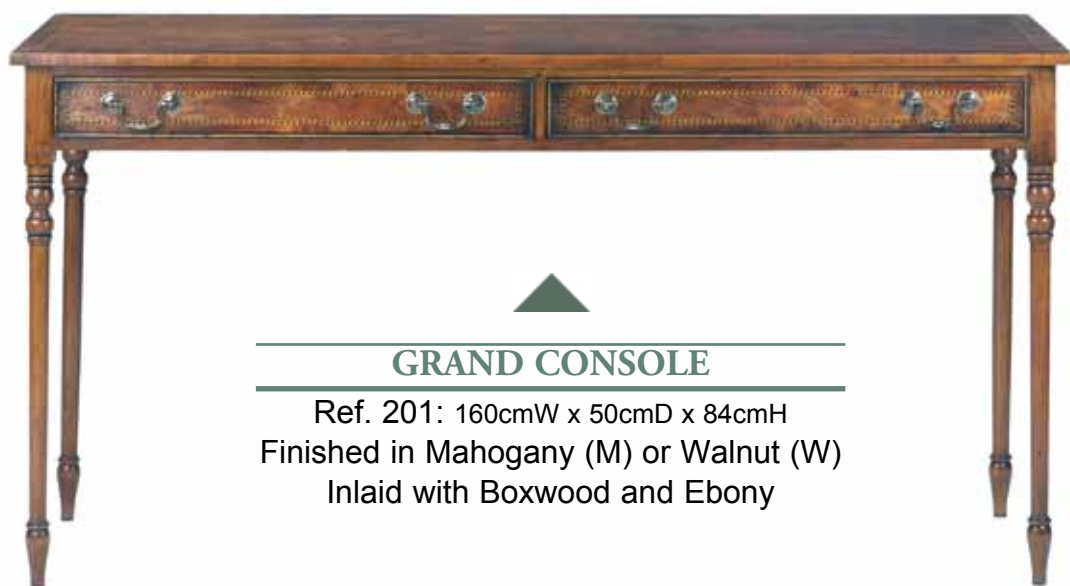 GRAND CONSOLE
Ref. 201: 160cmW x 50cmD x 84cmH
Finished in Mahogany (M) or Walnut (W)
Inlaid with Boxwood and Ebony